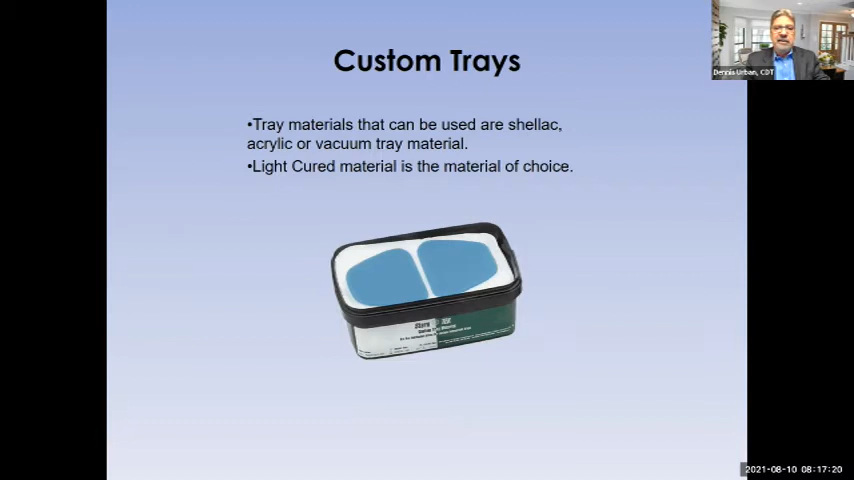 Custom Trays
Dennis Urban, CDT
•Tray materials that can be used are shellac,
acrylic or vacuum tray material.
•Light Cured material is the material of choice.
2021-08-10 08:17:20